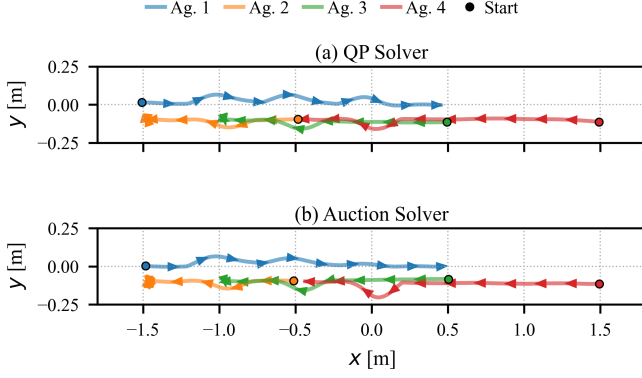 Ag. 1 Ag. 2 Ag. 3 Ag. 4 Start
(a) QP Solver
0.25
0.00
−0.25
y [m]
(b) Auction Solver
0.25
0.00
−0.25
y [m]
−1.5 −1.0 −0.5 0.0 0.5 1.0 1.5
x [m]